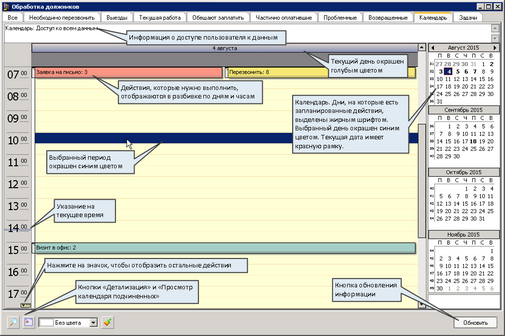 Обработка должников
Все
Необходимо перезвонить
Выезды
Текущая работа
Обещают заплатить
Частично оплатившие
Проблемные
Возвращенные
Календарь
Задачи
Календарь: Доступ ко всем данным
Информация о доступе пользователя к данным
4 августа
Текущий день окрашен
голубым цветом
07 00
Заявка на письмо: 3
Перезвонить: 8
Действия, которые нужно выполнить,
отображаются в разбивке по дням и часам
08 00
09 00
Календарь. Дни, на которые есть
запланированные действия,
выделены жирным шрифтом.
Выбранный день окрашен синим
цветом. Текущая дата имеет
красную рамку.
10 00
Выбранный период
окрашен синим цветом
11 00
12 00
13 00
Указание на
текущее время
14 00
15 00
Визит в офис: 2
Нажмите на значок, чтобы отобразить остальные действия
16 00
17 00
Кнопки «Детализация» и «Просмотр
календаря подчиненных»
Кнопка обновления
информации
Без цвета
Обновить
Август 2015
П В С Ч П С В
27 28 29 30 31 1 2
3 4 5 6 7 8 9
10 11 12 13 14 15 16
17 18 19 20 21 22 23
24 25 26 27 28 29 30
31
Сентябрь 2015
П В С Ч П С В
1 2 3 4 5 6
7 8 9 10 11 12 13
14 15 16 17 18 19 20
21 22 23 24 25 26 27
28 29 30
Октябрь 2015
П В С Ч П С В
1 2 3 4
5 6 7 8 9 10 11
12 13 14 15 16 17 18
19 20 21 22 23 24 25
26 27 28 29 30 31
Ноябрь 2015
П В С Ч П С В
1
2 3 4 5 6 7 8
9 10 11 12 13 14 15
16 17 18 19 20 21 22
23 24 25 26 27 28 29
30 1 2 3 4 5 6